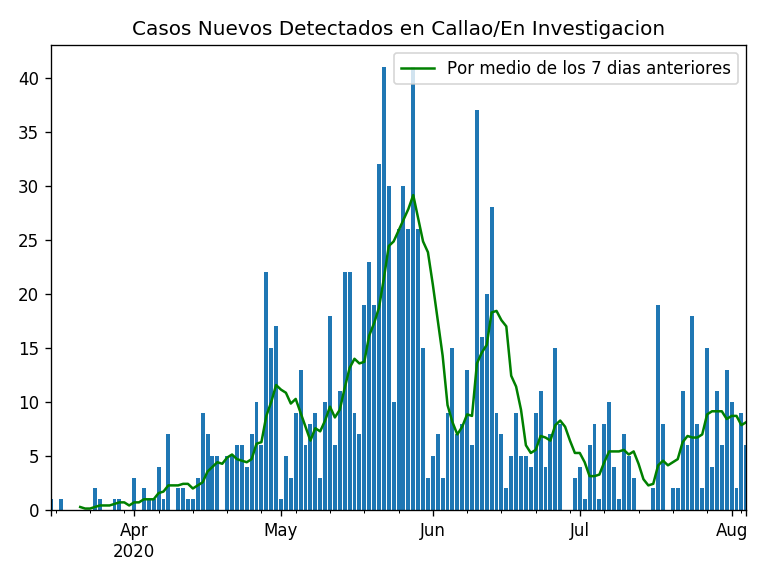 Casos Nuevos Detectados en Callao/En Investigacion
Por medio de los 7 dias anteriores
40
35
30
25
20
15
10
5
0
Apr
2020
May
Jun
Jul
Aug